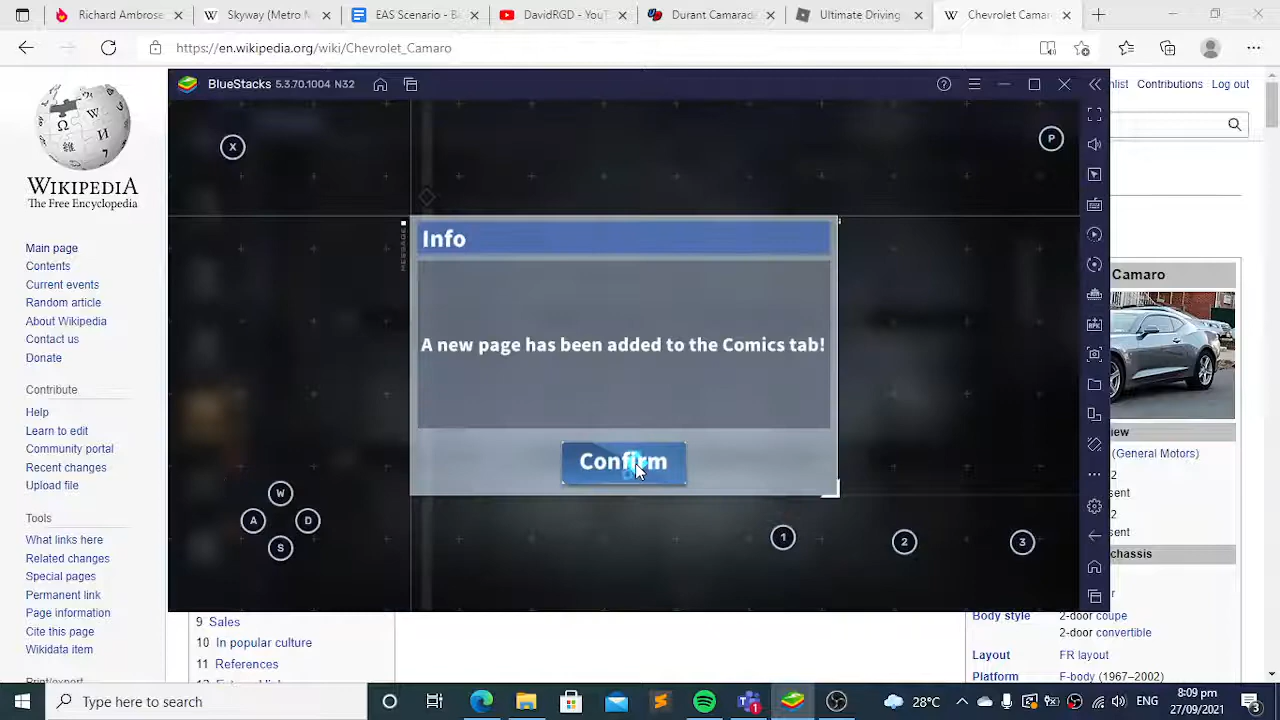 Richard Ambrose
Skywise (Metro M
EAS Scenario - Ba
DavidRGD - YouT
Durant Camarada
Ultimate Driving
Chevrolet Camaro
https://en.wikipedia.org/wiki/Chevrolet_Camaro
BlueStacks 5.3.70.1004 N32
Contributions Log out
X
P
WIKIPEDIA
The Free Encyclopedia
MESSAGE
Info
A new page has been added to the Comics tab!
Confirm
W
A
D
S
1
2
3
Main page
Contents
Current events
Random article
About Wikipedia
Contact us
Donate
Contribute
Help
Learn to edit
Community portal
Recent changes
Upload file
Tools
What links here
Related changes
Special pages
Permanent link
Page information
Cite this page
Wikidata item
Camaro
(General Motors)
chassis
9 Sales
10 In popular culture
11 References
Body style
2-door coupe
2-door convertible
Layout
FR layout
Platform
F-body (1967–2002)
Type here to search
28°C
ENG
8:09 pm
27/09/2021